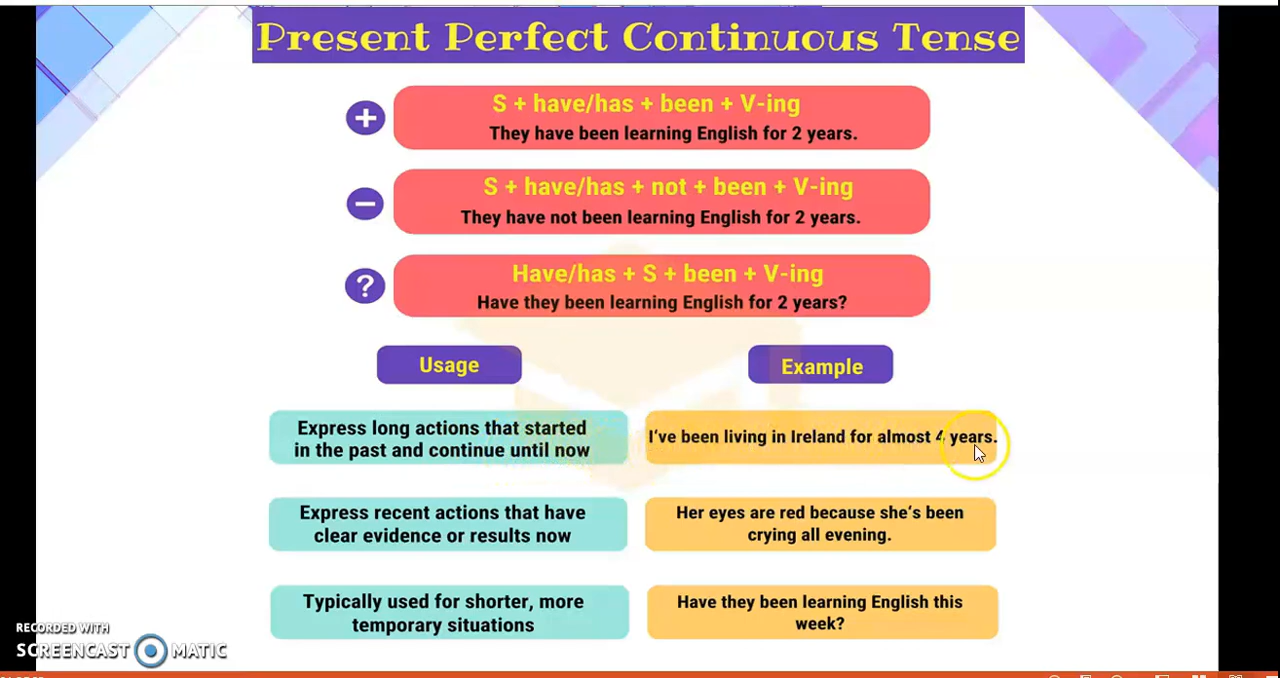 Present Perfect Continuous Tense
+
S + have/has + been + V-ing
They have been learning English for 2 years.
−
S + have/has + not + been + V-ing
They have not been learning English for 2 years.
?
Have/has + S + been + V-ing
Have they been learning English for 2 years?
Usage
Example
Express long actions that started
in the past and continue until now
I've been living in Ireland for almost 4 years.
Express recent actions that have
clear evidence or results now
Her eyes are red because she's been
crying all evening.
Typically used for shorter, more
temporary situations
Have they been learning English this
week?
RECORDED WITH
SCREENCAST MATIC